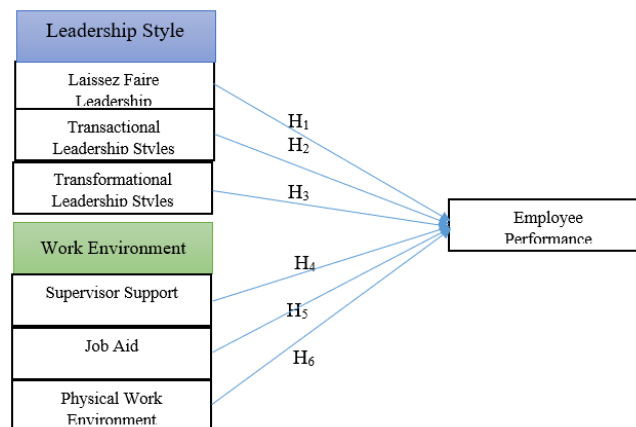 Leadership Style
Laissez Faire
Leadership
Transactional
Leadership Styles
Transformational
Leadership Styles
Work Environment
Supervisor Support
Job Aid
Physical Work
Environment
H₁
H₂
H₃
H₄
H₅
H₆
Employee
Performance